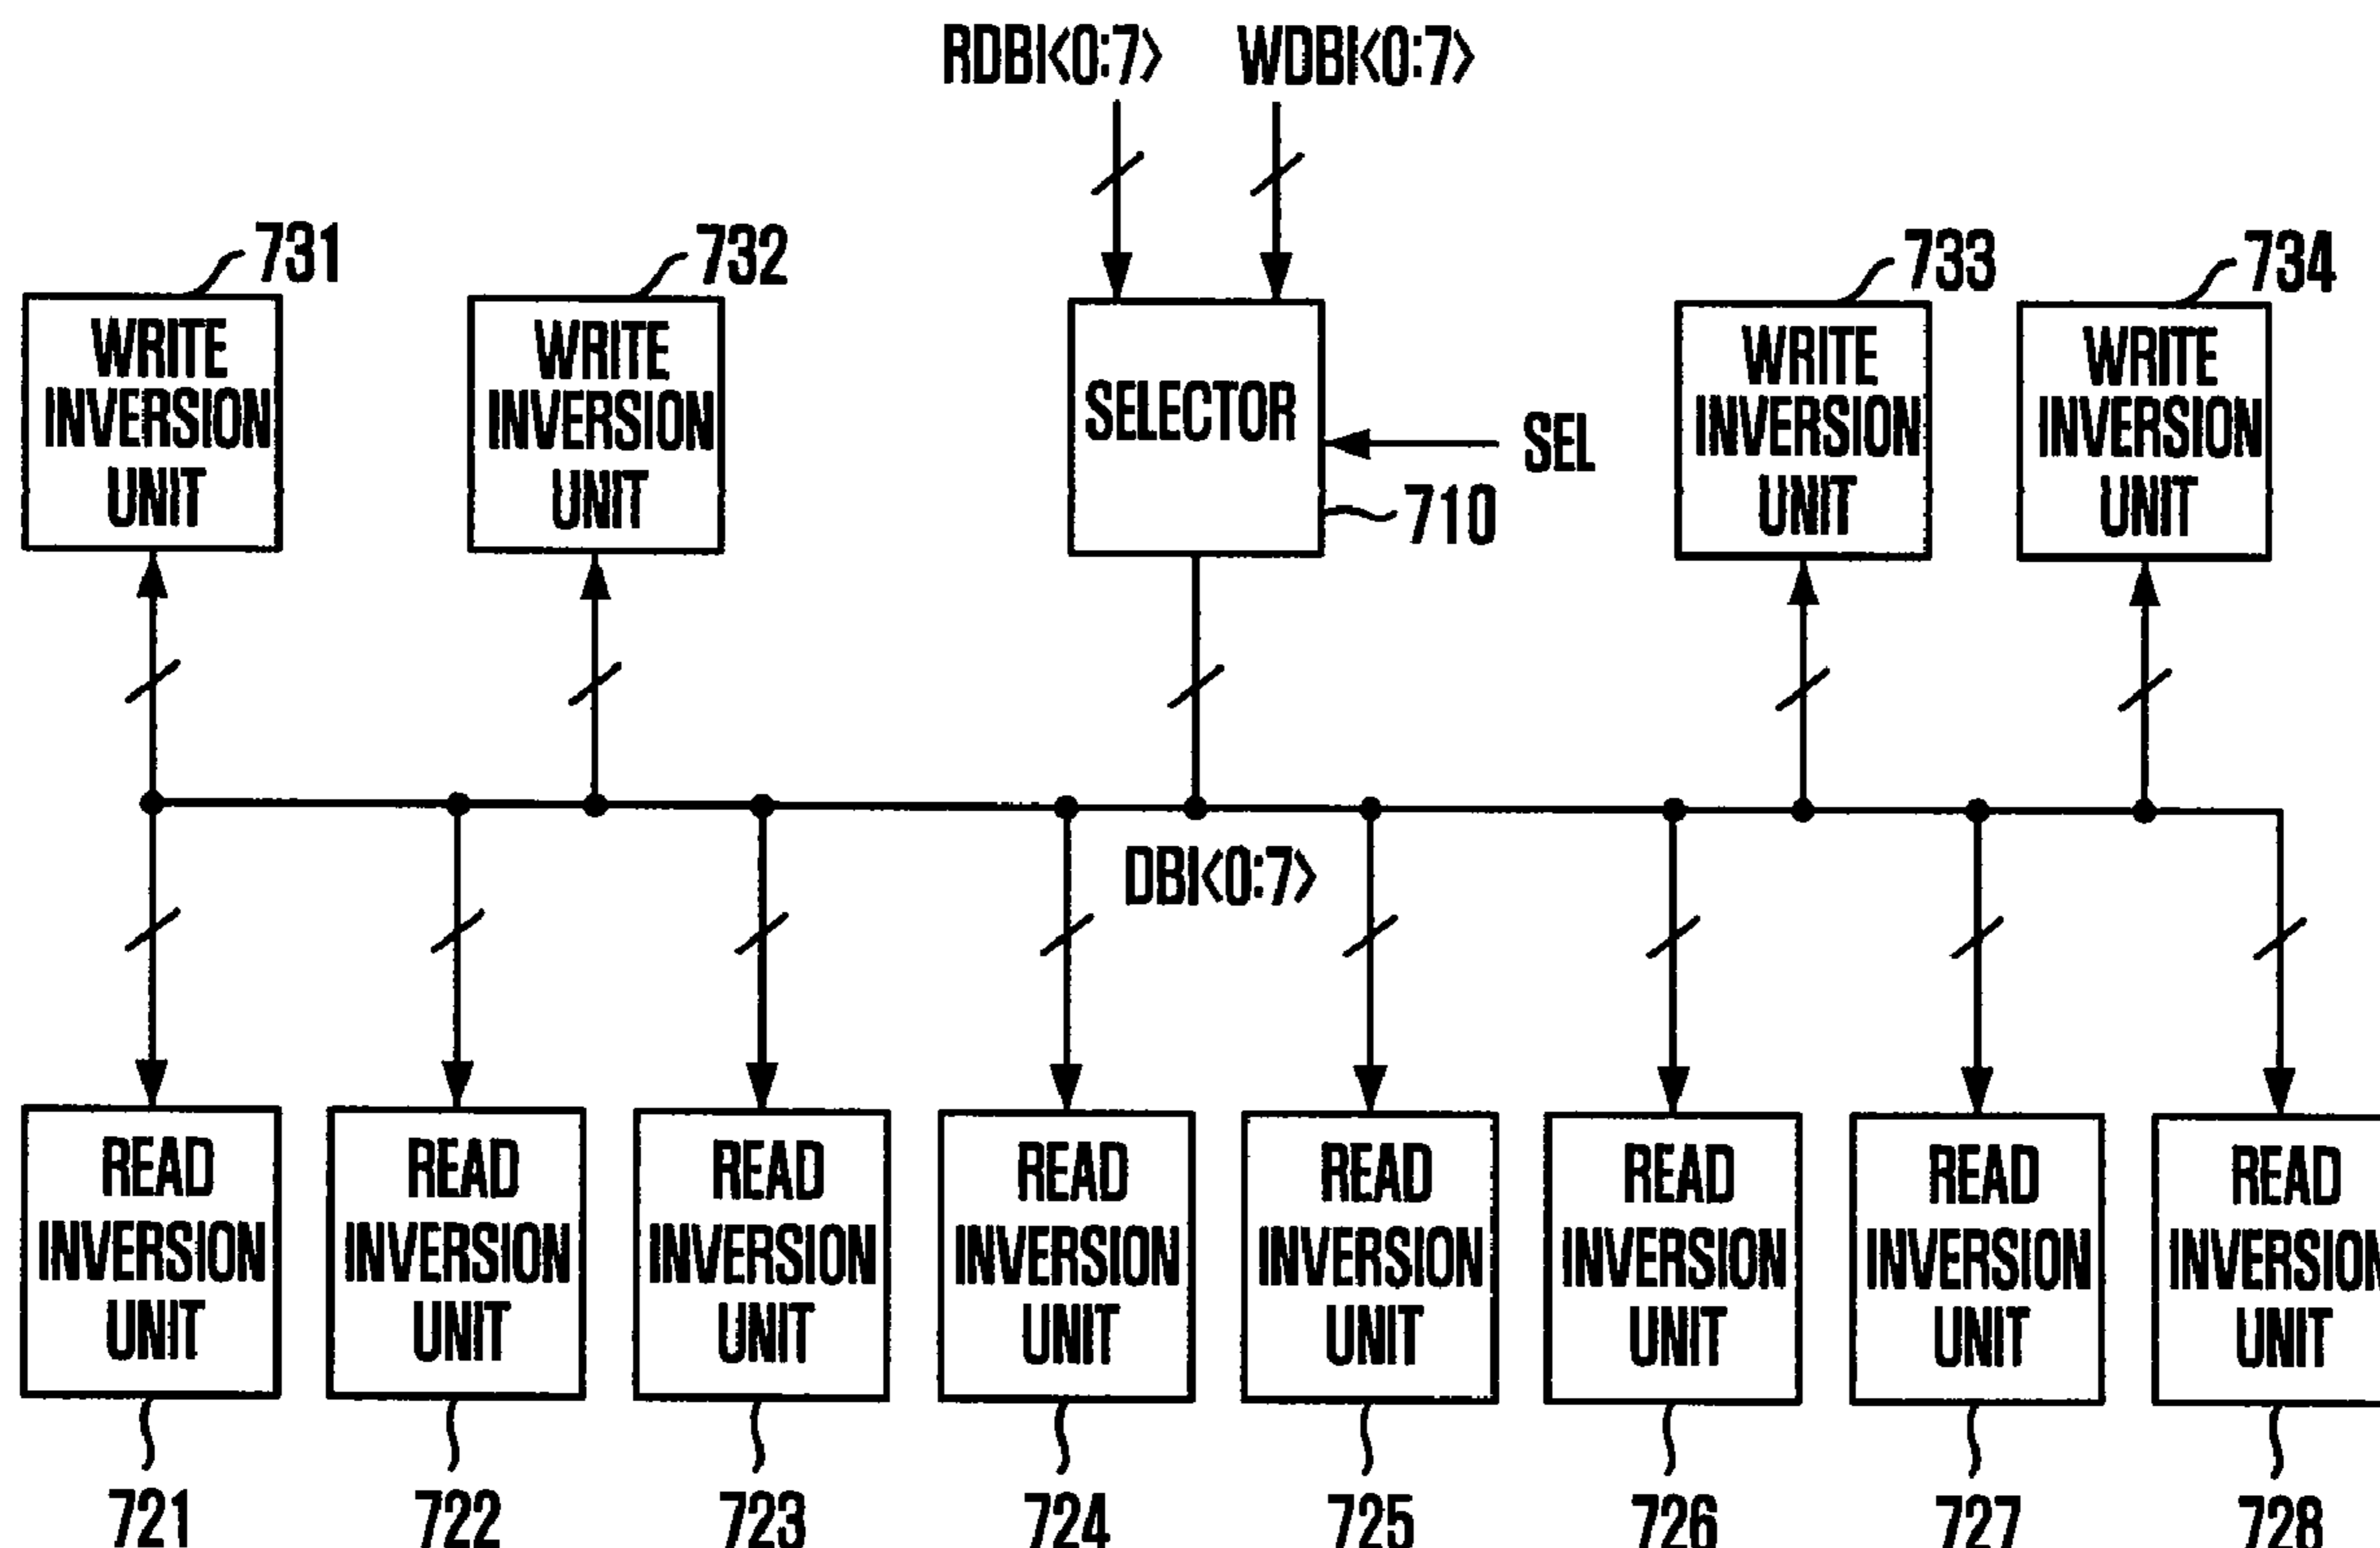 RDBI<0:7> WDBI<0:7>
731 732 733 734
WRITE
INVERSION
UNIT
WRITE
INVERSION
UNIT
SELECTOR
SEL
710
WRITE
INVERSION
UNIT
WRITE
INVERSION
UNIT
DBI<0:7>
READ
INVERSION
UNIT
READ
INVERSION
UNIT
READ
INVERSION
UNIT
READ
INVERSION
UNIT
READ
INVERSION
UNIT
READ
INVERSION
UNIT
READ
INVERSION
UNIT
READ
INVERSION
UNIT
721 722 723 724 725 726 727 728